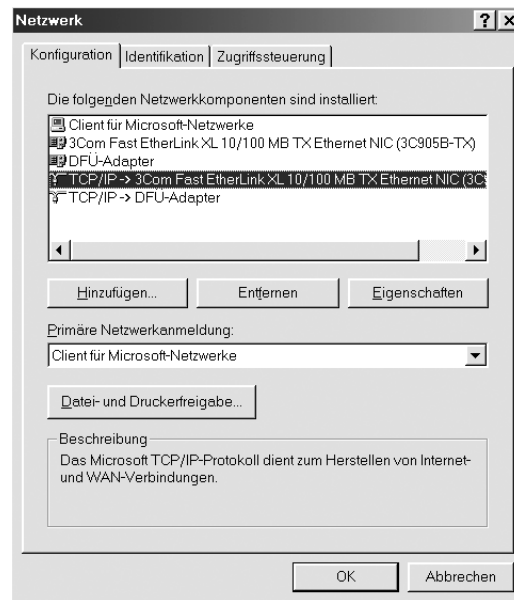 Netzwerk
Konfiguration
Identifikation
Zugriffssteuerung
Die folgenden Netzwerkkomponenten sind installiert:
Client für Microsoft-Netzwerke
3Com Fast EtherLink XL 10/100 MB TX Ethernet NIC (3C905B-TX)
DFÜ-Adapter
TCP/IP -> 3Com Fast EtherLink XL 10/100 MB TX Ethernet NIC (3C9
TCP/IP -> DFÜ-Adapter
Hinzufügen...
Entfernen
Eigenschaften
Primäre Netzwerkanmeldung:
Client für Microsoft-Netzwerke
Datei- und Druckerfreigabe...
Beschreibung
Das Microsoft TCP/IP-Protokoll dient zum Herstellen von Internet-
und WAN-Verbindungen.
OK
Abbrechen